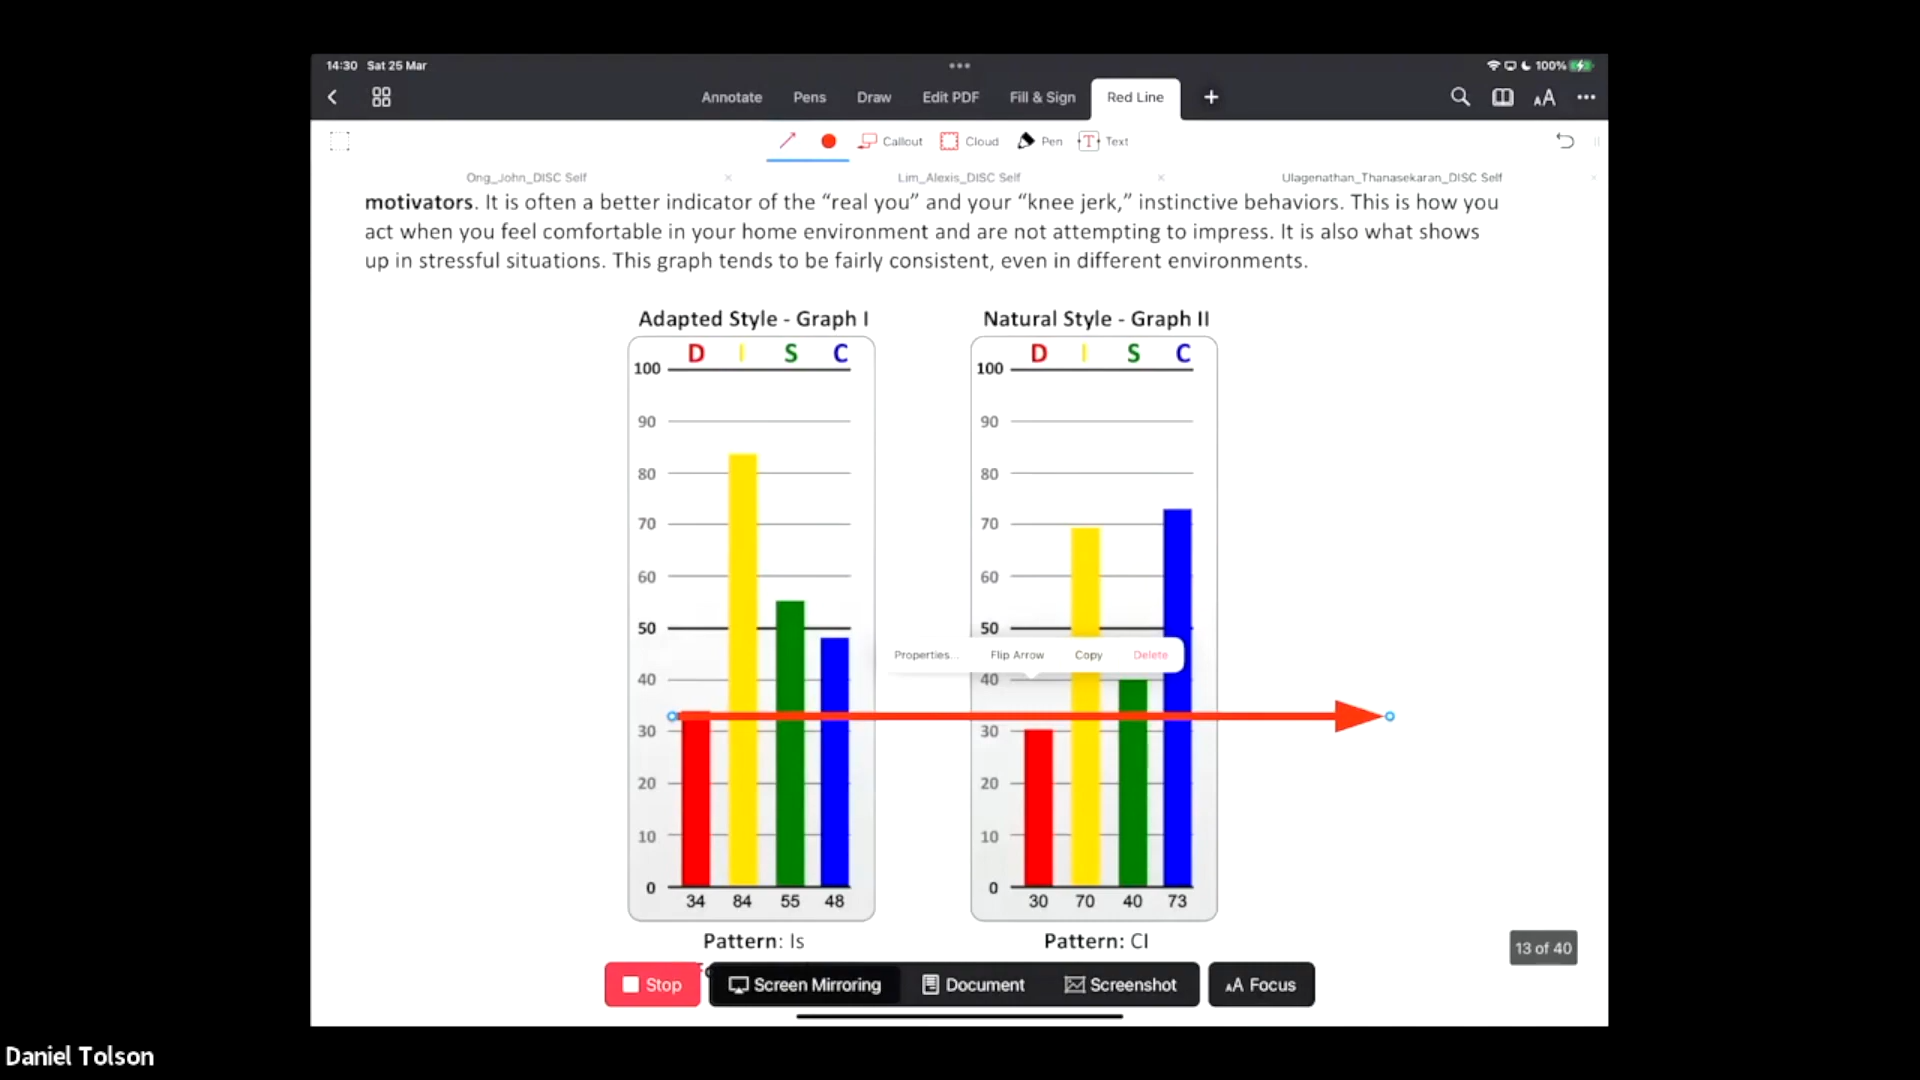 14:30 Sat 25 Mar
100%
Annotate Pens Draw Edit PDF Fill & Sign Red Line +
AA
Callout Cloud Pen T Text
Ong_John_DISC Self × Lim_Alexis_DISC Self × Ulagenathan_Thanasekaran_DISC Self ×
motivators. It is often a better indicator of the “real you” and your “knee jerk,” instinctive behaviors. This is how you
act when you feel comfortable in your home environment and are not attempting to impress. It is also what shows
up in stressful situations. This graph tends to be fairly consistent, even in different environments.
Adapted Style - Graph I
D I S C
100
90
80
70
60
50
40
30
20
10
0
34 84 55 48
Pattern: Is
Natural Style - Graph II
D I S C
100
90
80
70
60
50
40
30
20
10
0
30 70 40 73
Pattern: CI
Properties... Flip Arrow Copy Delete
13 of 40
Stop Screen Mirroring Document Screenshot AA Focus
Daniel Tolson